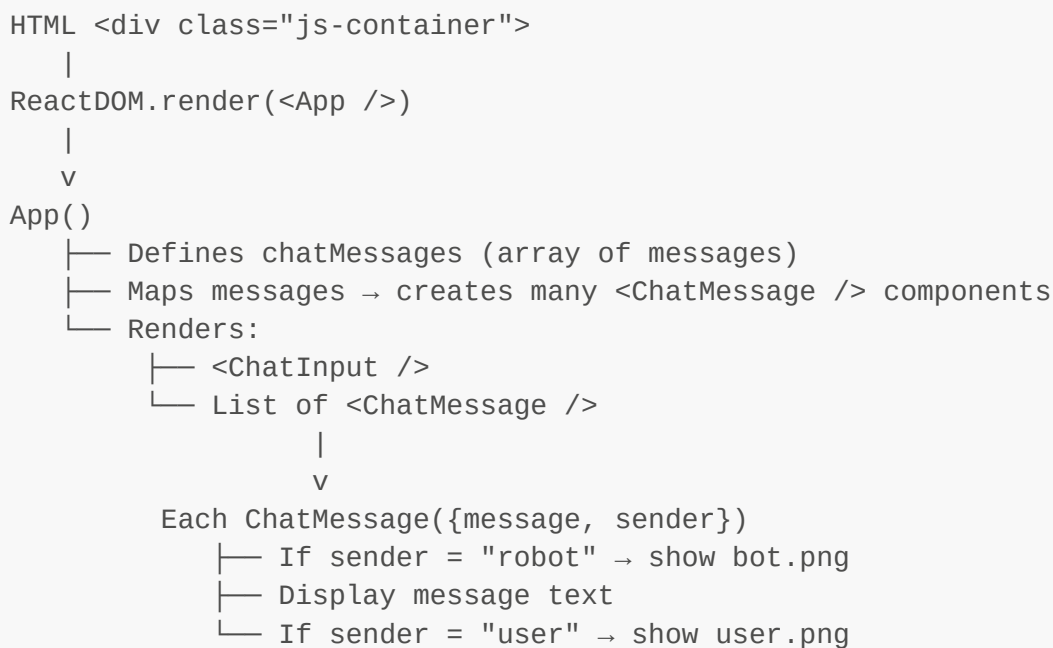 HTML <div class="js-container">
   |
ReactDOM.render(<App />)
   |
   v
App()
   ├── Defines chatMessages (array of messages)
   ├── Maps messages → creates many <ChatMessage /> components
   └── Renders:
        ├── <ChatInput />
        └── List of <ChatMessage />
                 |
                 v
         Each ChatMessage({message, sender})
            ├── If sender = "robot" → show bot.png
            ├── Display message text
            └── If sender = "user" → show user.png